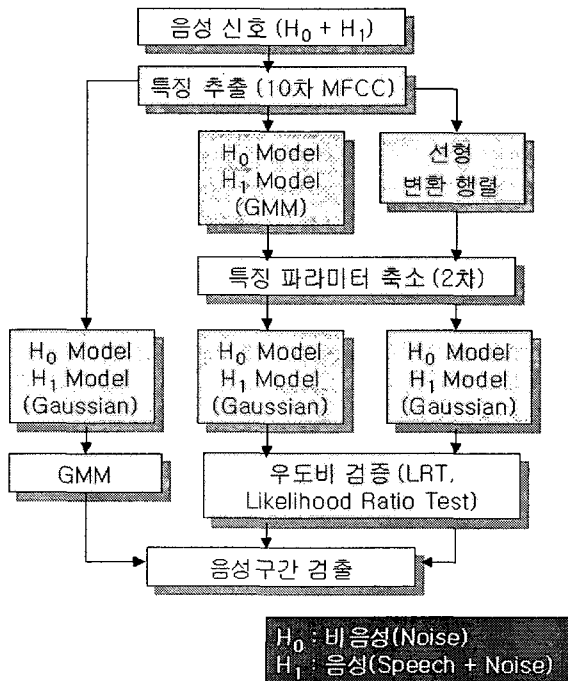 음성 신호 (H₀ + H₁)
특징 추출 (10차 MFCC)
H₀ Model
H₁ Model
(GMM)
선형
변환 행렬
특징 파라미터 축소 (2차)
H₀ Model
H₁ Model
(Gaussian)
H₀ Model
H₁ Model
(Gaussian)
H₀ Model
H₁ Model
(Gaussian)
GMM
우도비 검증 (LRT,
Likelihood Ratio Test)
음성구간 검출
H₀ : 비음성(Noise)
H₁ : 음성(Speech + Noise)